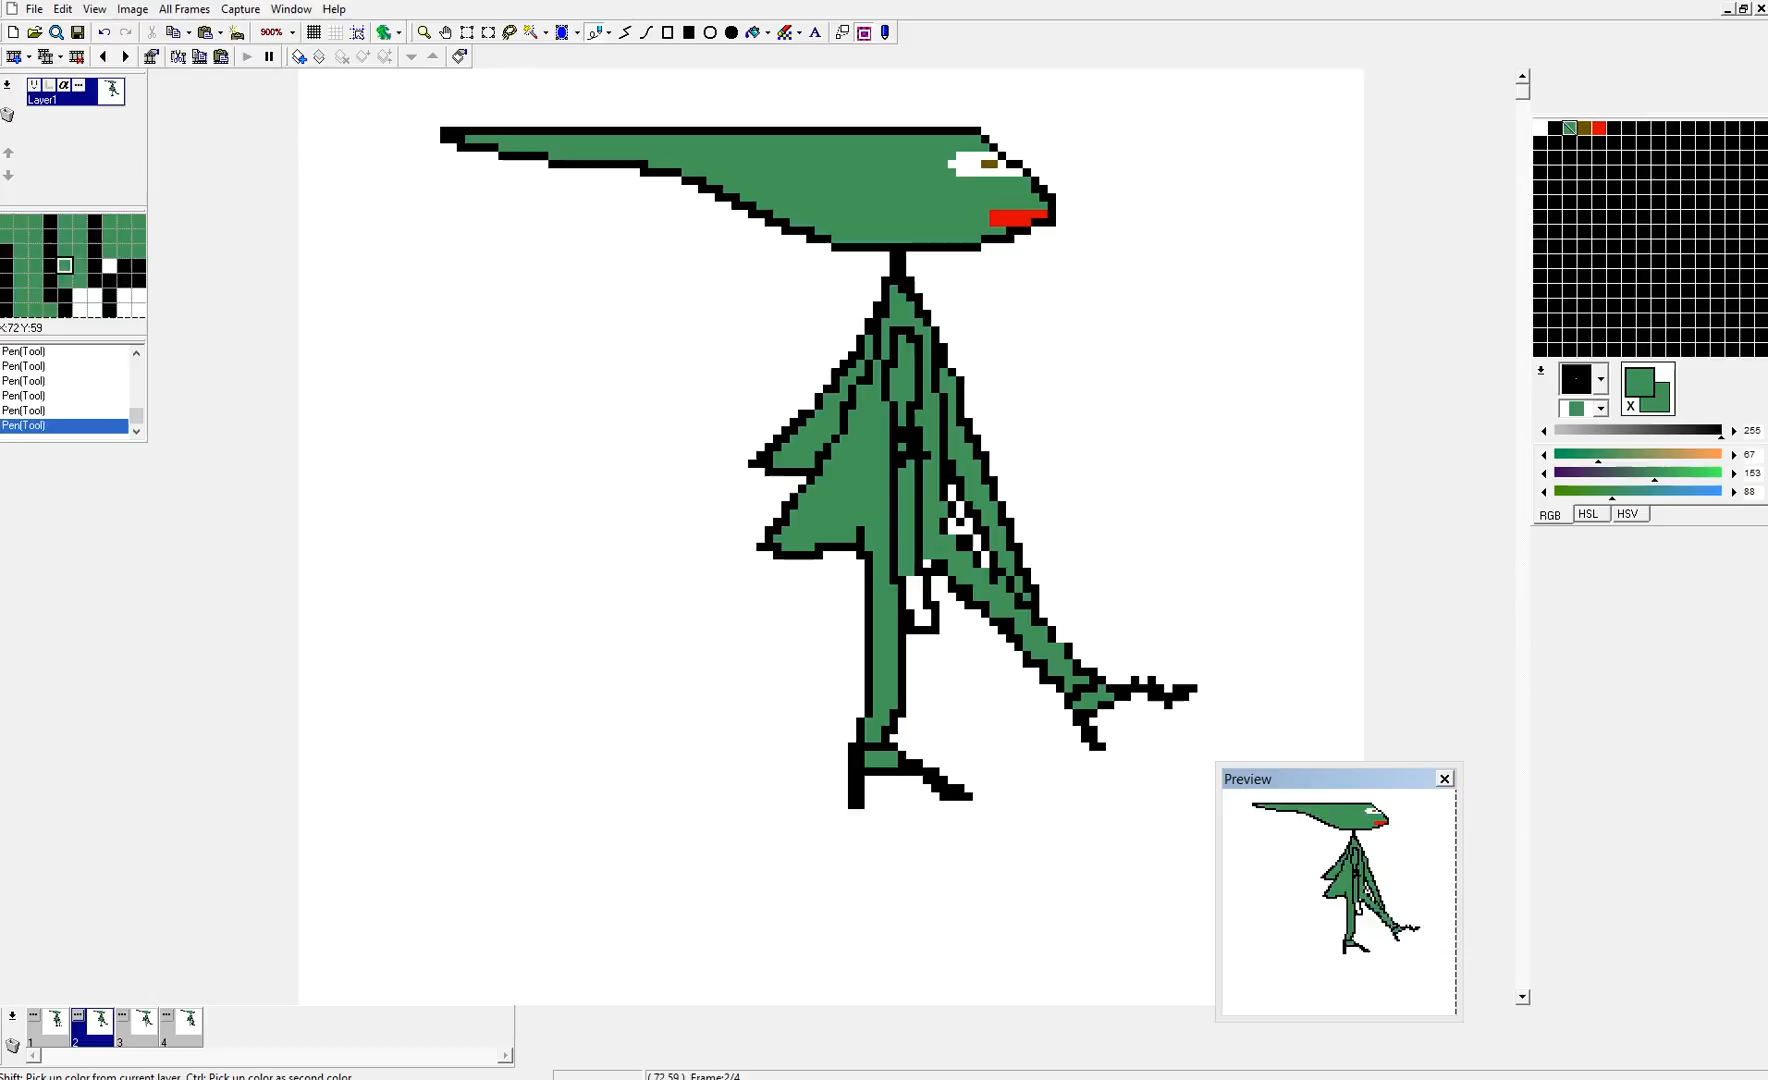 File Edit View Image All Frames Capture Window Help
900%
A
α
Layer1
X:72 Y:59
Pen(Tool)
Pen(Tool)
Pen(Tool)
Pen(Tool)
Pen(Tool)
Pen(Tool)
X
255
67
153
88
RGB HSL HSV
Preview
1 2 3 4
Shift: Pick up color from current layer, Ctrl: Pick up color as second color
( 72,59 ) Frame:2/4